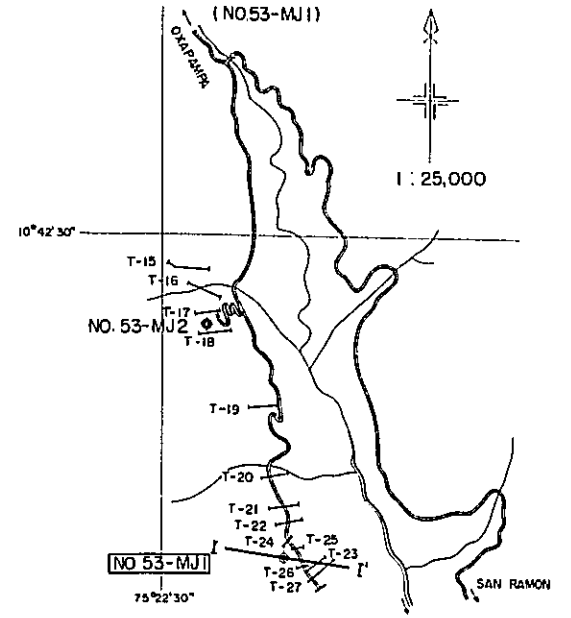 (NO.53-MJ1)
OXAPAMPA
1 : 25,000
10°42'30"
T-15
T-16
T-17
NO. 53-MJ2
T-18
T-19
T-20
T-21
T-22
T-24
T-25
I
T-23
NO 53-MJ1
T-26
I'
T-27
75°22'30"
SAN RAMON